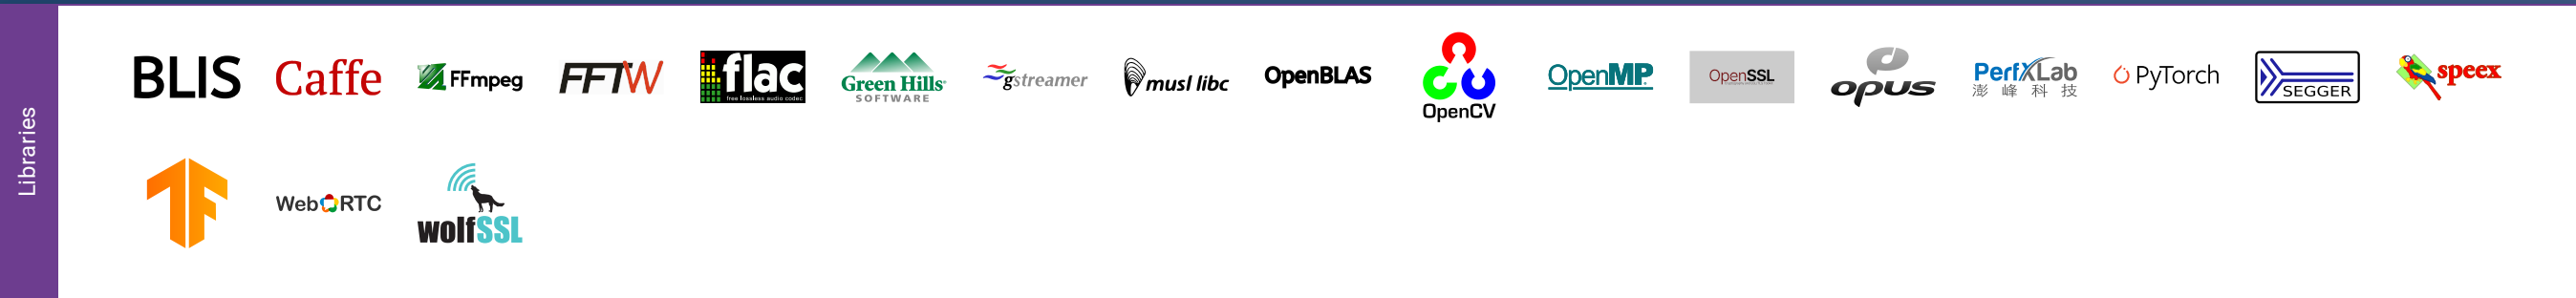 Libraries
BLIS
Caffe
FFmpeg
FFTW
flac
free lossless audio codec
Green Hills®
SOFTWARE
gstreamer
musl libc
OpenBLAS
OpenCV
OpenMP
OpenSSL
opus
PerfXLab
澎峰科技
PyTorch
SEGGER
speex
TF
WebRTC
wolfSSL